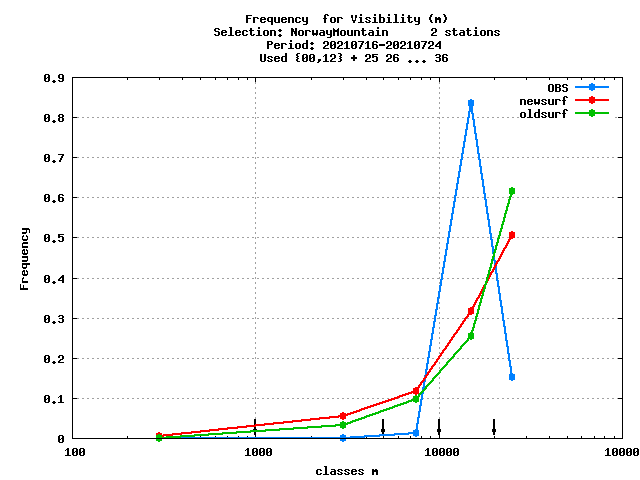 Frequency  for Visibility (m)
Selection: NorwayMountain      2 stations
Period: 20210716-20210724
Used {00,12} + 25 26 ... 36
OBS
newsurf
oldsurf
0.9
0.8
0.7
0.6
0.5
0.4
0.3
0.2
0.1
0
Frequency
100
1000
10000
10000
classes m